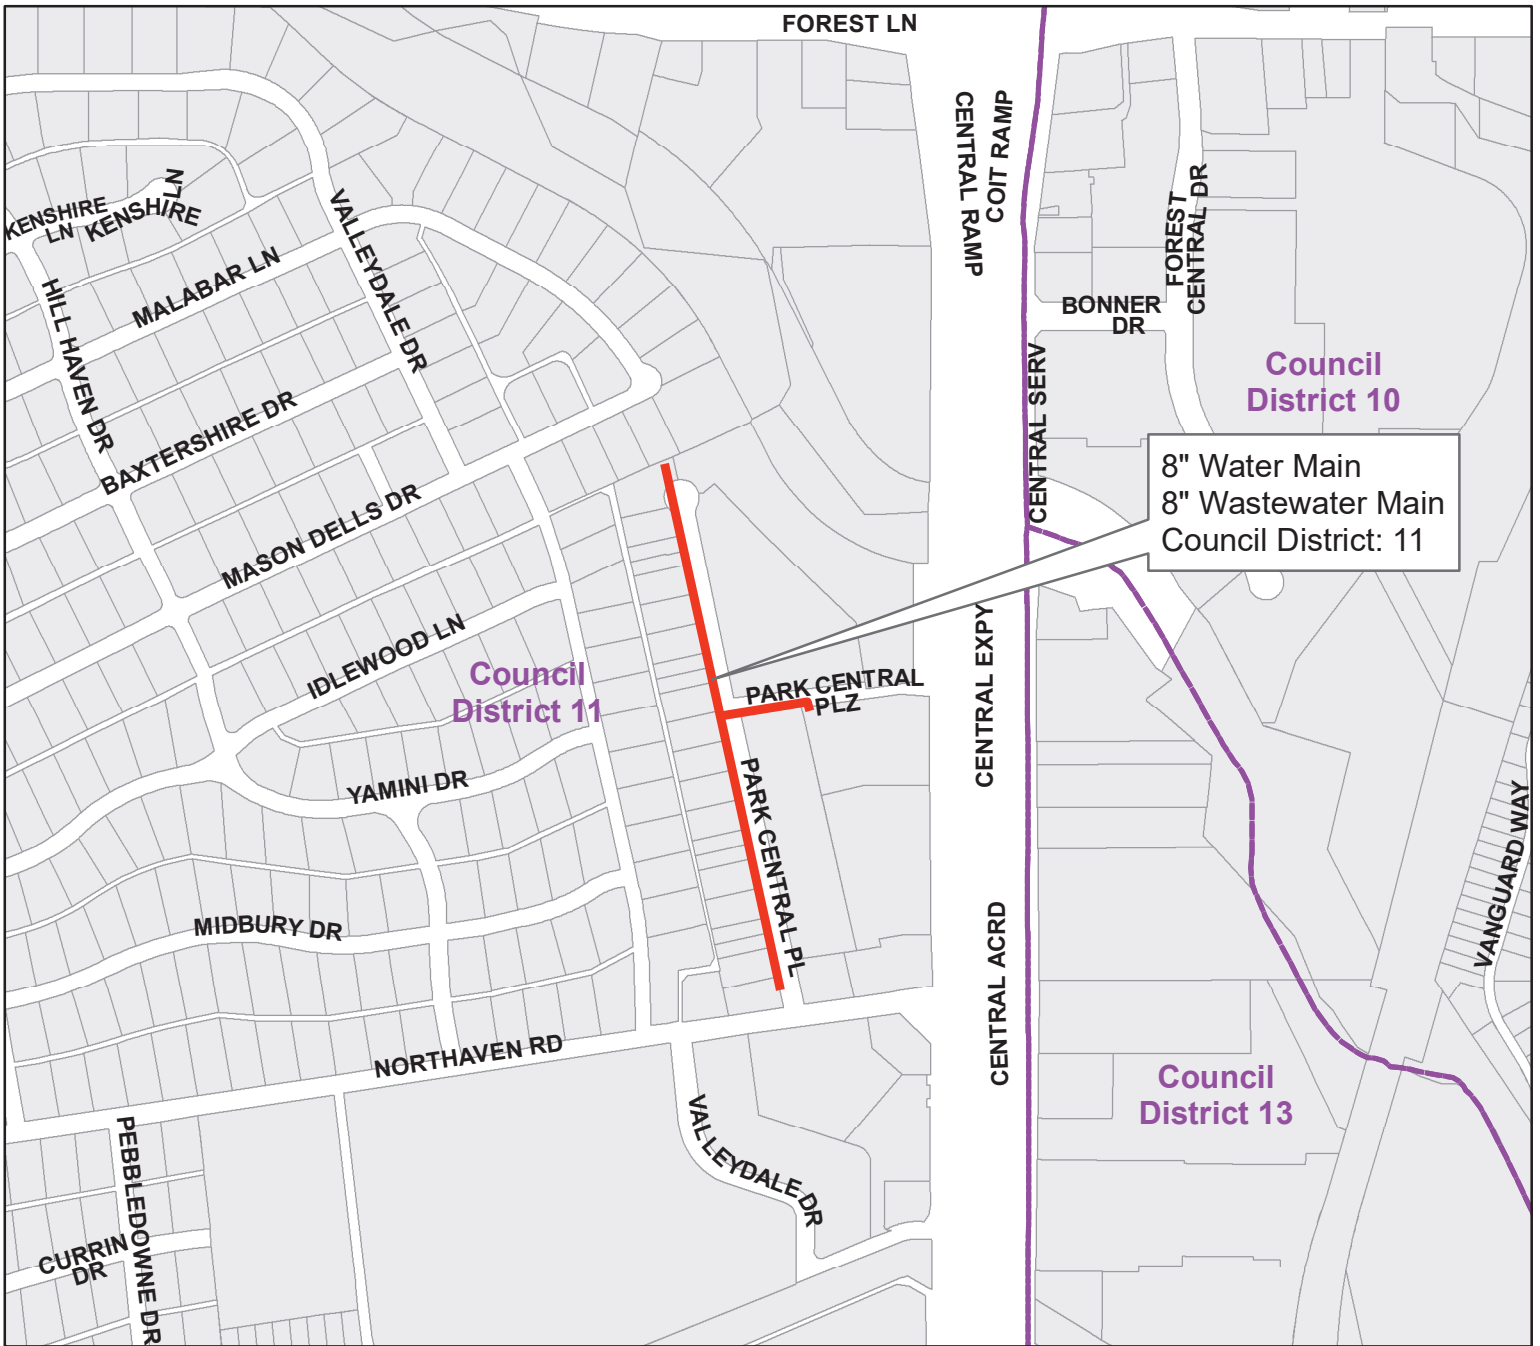 FOREST LN
CENTRAL RAMP
COIT RAMP
KENSHIRE
LN
KENSHIRE
LN
VALLEYDALE DR
MALABAR LN
HILL HAVEN DR
FOREST
CENTRAL DR
BONNER
DR
CENTRAL SERV
Council
District 10
BAXTERSHIRE DR
MASON DELLS DR
8" Water Main
8" Wastewater Main
Council District: 11
IDLEWOOD LN
Council
District 11
CENTRAL EXPY
PARK CENTRAL
PLZ
YAMINI DR
PARK CENTRAL PL
VANGUARD WAY
MIDBURY DR
CENTRAL ACRD
NORTHAVEN RD
Council
District 13
VALLEYDALE DR
PEBBLEDOWNE DR
CURRIN
DR